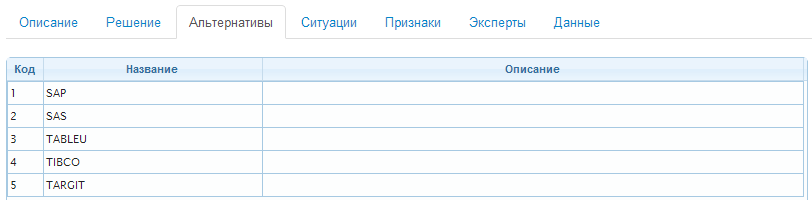 Описание Решение Альтернативы Ситуации Признаки Эксперты Данные
Код Название Описание
1 SAP
2 SAS
3 TABLEU
4 TIBCO
5 TARGIT